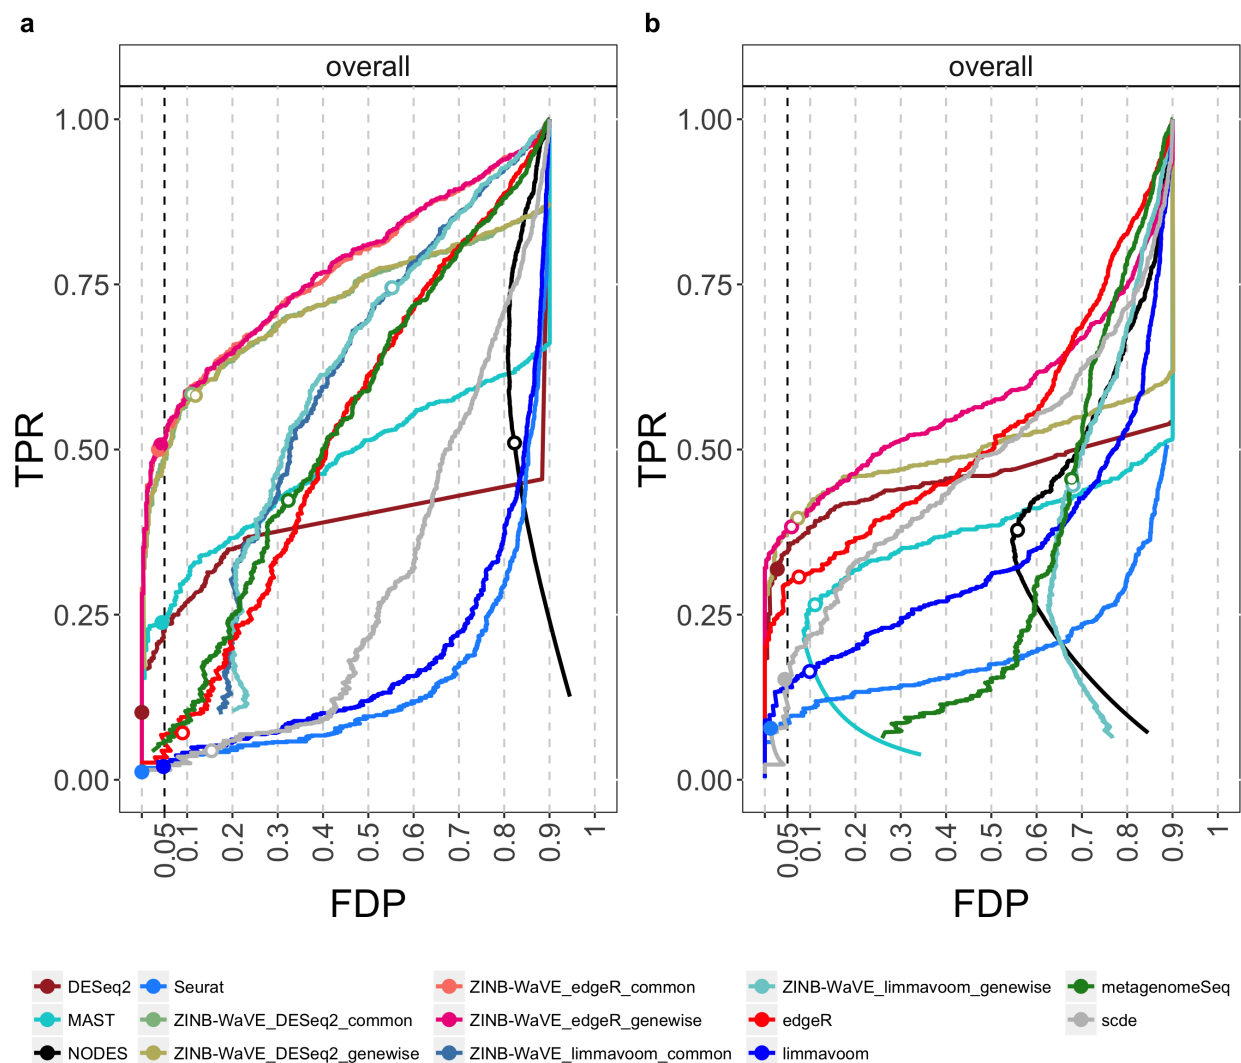 a
b
overall
overall
1.00
0.75
0.50
0.25
0.00
TPR
0.05
0.1
0.2
0.3
0.4
0.5
0.6
0.7
0.8
0.9
1
FDP
1.00
0.75
0.50
0.25
0.00
TPR
0.05
0.1
0.2
0.3
0.4
0.5
0.6
0.7
0.8
0.9
1
FDP
DESeq2
Seurat
ZINB-WaVE_edgeR_common
ZINB-WaVE_limmavoom_genewise
metagenomeSeq
MAST
ZINB-WaVE_DESeq2_common
ZINB-WaVE_edgeR_genewise
edgeR
scde
NODES
ZINB-WaVE_DESeq2_genewise
ZINB-WaVE_limmavoom_common
limmavoom